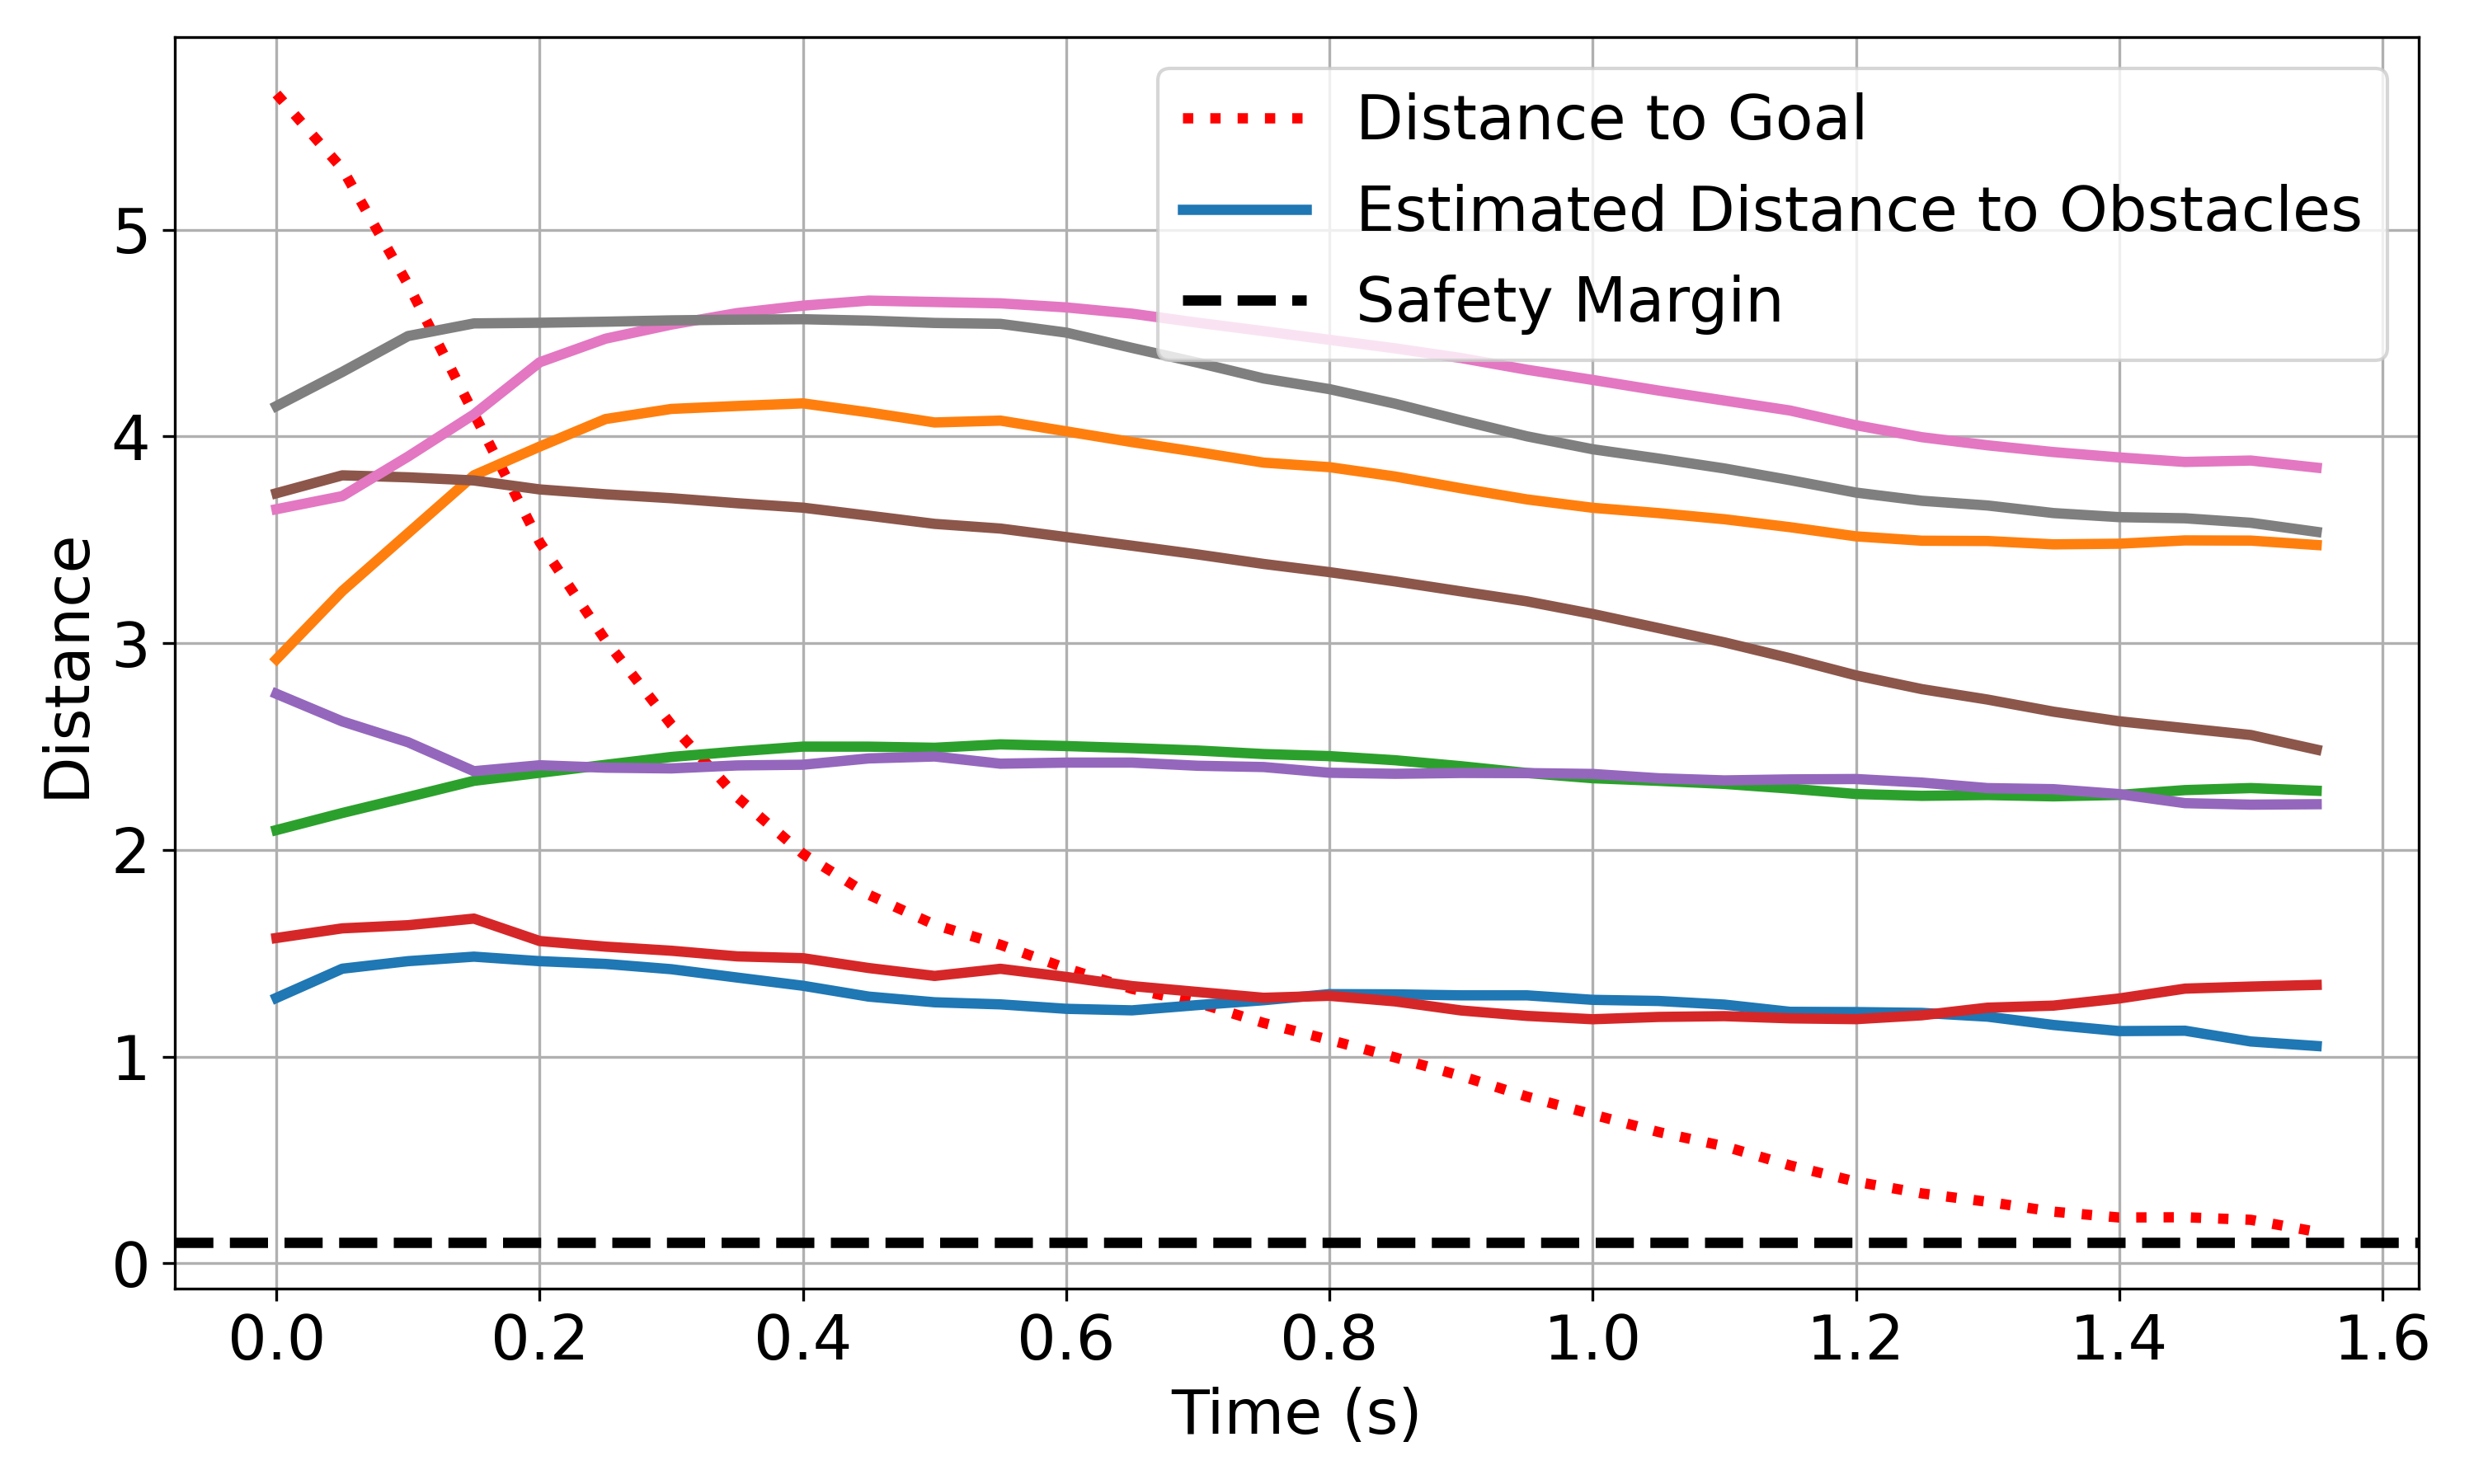 Distance to Goal
Estimated Distance to Obstacles
Safety Margin
Distance
5
4
3
2
1
0
0.0 0.2 0.4 0.6 0.8 1.0 1.2 1.4 1.6
Time (s)